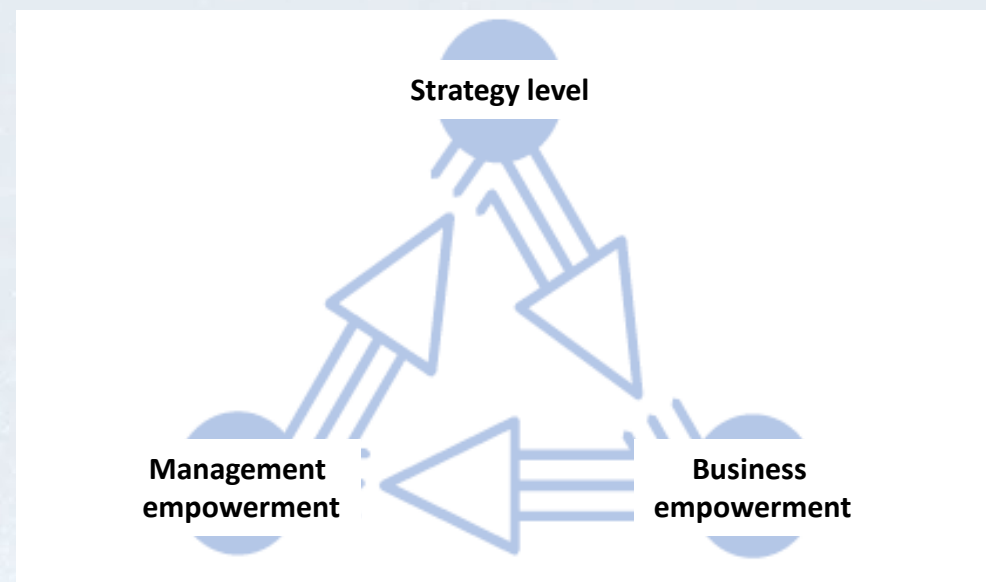 Strategy level
Management
empowerment
Business
empowerment